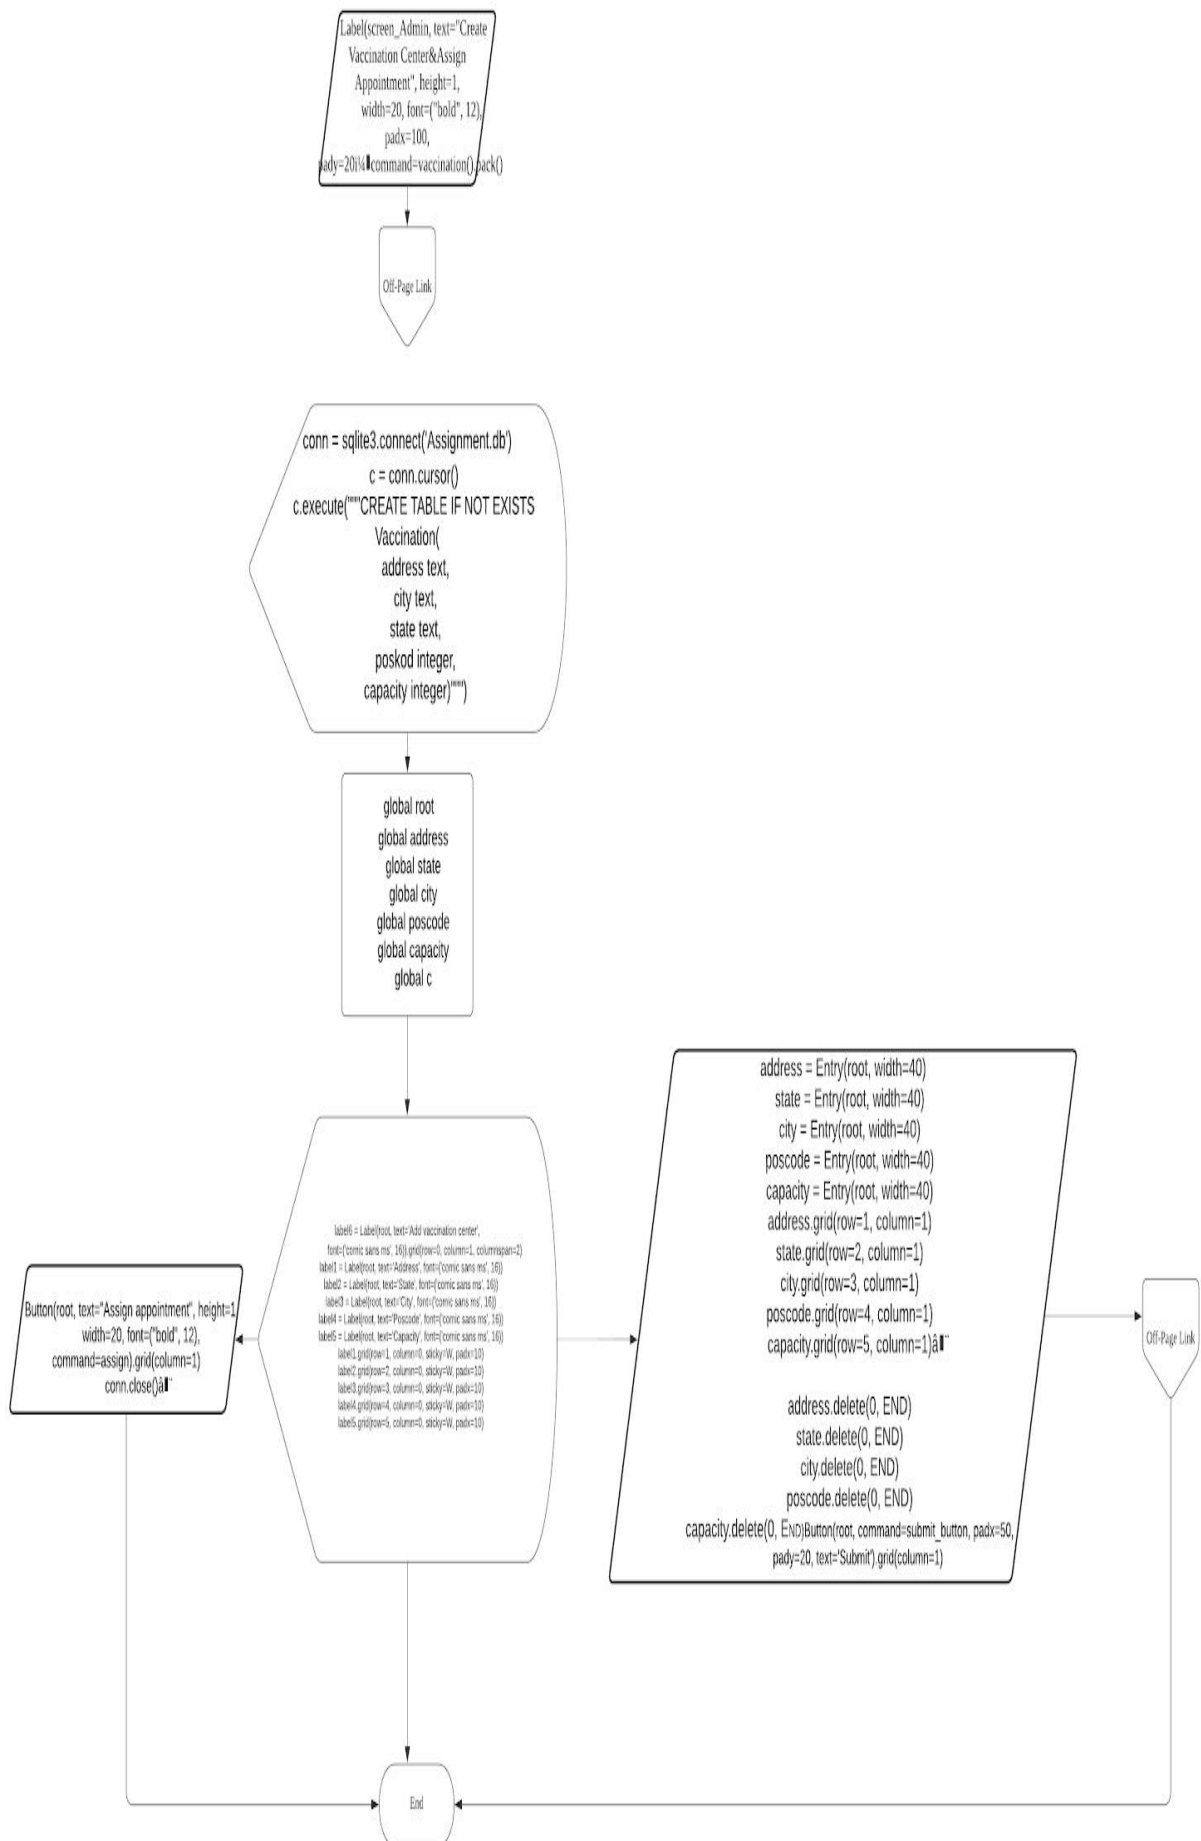 Label(screen_Admin, text="Create
Vaccination Center&Assign
Appointment", height=1,
width=20, font=("bold", 12),
padx=100,
pady=20ï¼command=vaccination().pack()
Off-Page Link
conn = sqlite3.connect('Assignment.db')
c = conn.cursor()
c.execute("""CREATE TABLE IF NOT EXISTS
Vaccination(
address text,
city text,
state text,
poskod integer,
capacity integer)""")
global root
global address
global state
global city
global poscode
global capacity
global c
label6 = Label(root, text='Add vaccination center',
font=('comic sans ms', 16)).grid(row=0, column=1, columnspan=2)
label1 = Label(root, text='Address', font=('comic sans ms', 16))
label2 = Label(root, text='State', font=('comic sans ms', 16))
label3 = Label(root, text='City', font=('comic sans ms', 16))
label4 = Label(root, text='Poscode', font=('comic sans ms', 16))
label5 = Label(root, text='Capacity', font=('comic sans ms', 16))
label1.grid(row=1, column=0, sticky=W, padx=10)
label2.grid(row=2, column=0, sticky=W, padx=10)
label3.grid(row=3, column=0, sticky=W, padx=10)
label4.grid(row=4, column=0, sticky=W, padx=10)
label5.grid(row=5, column=0, sticky=W, padx=10)
Button(root, text="Assign appointment", height=1,
width=20, font=("bold", 12),
command=assign).grid(column=1)
conn.close()â¨
address = Entry(root, width=40)
state = Entry(root, width=40)
city = Entry(root, width=40)
poscode = Entry(root, width=40)
capacity = Entry(root, width=40)
address.grid(row=1, column=1)
state.grid(row=2, column=1)
city.grid(row=3, column=1)
poscode.grid(row=4, column=1)
capacity.grid(row=5, column=1)â¨
address.delete(0, END)
state.delete(0, END)
city.delete(0, END)
poscode.delete(0, END)
capacity.delete(0, END)Button(root, command=submit_button, padx=50,
pady=20, text='Submit').grid(column=1)
Off-Page Link
End